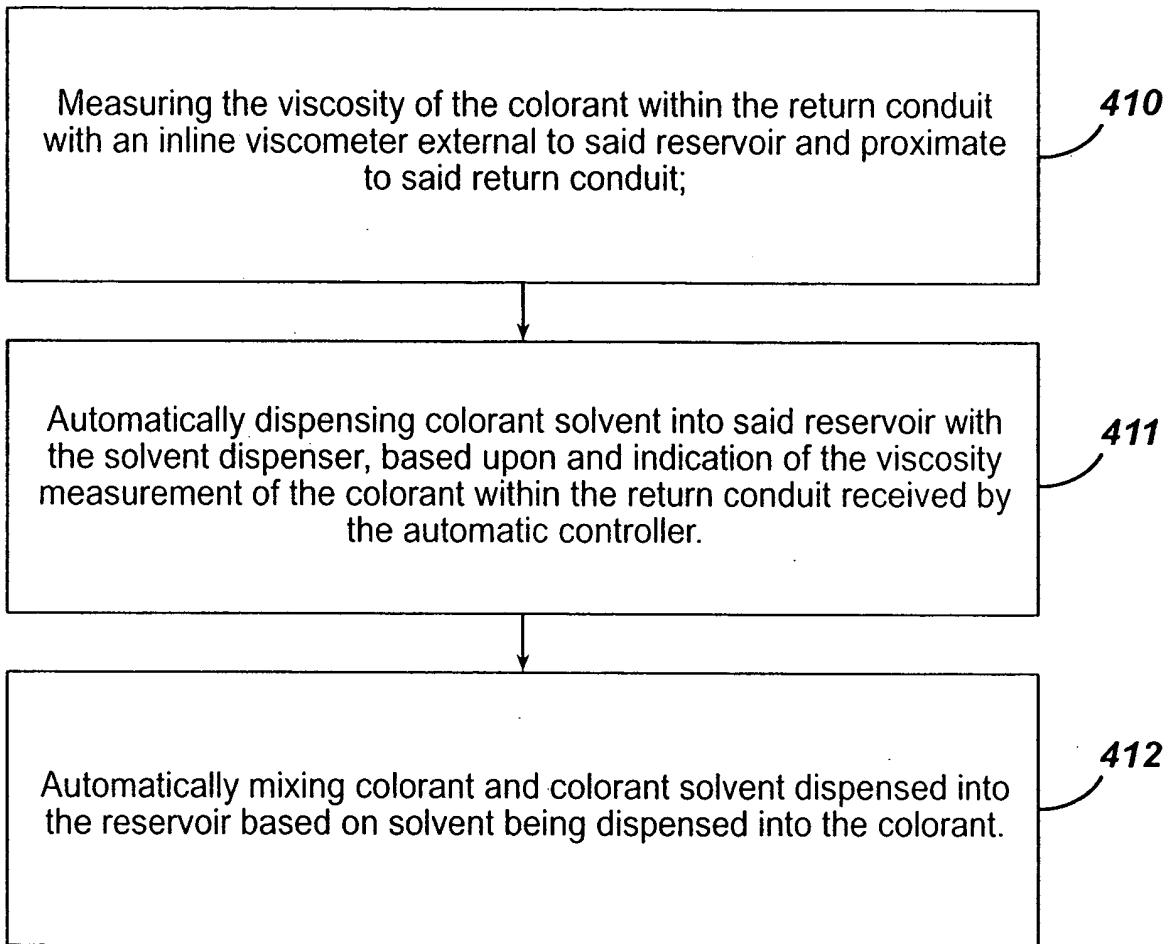 Measuring the viscosity of the colorant within the return conduit
with an inline viscometer external to said reservoir and proximate
to said return conduit;
410
Automatically dispensing colorant solvent into said reservoir with
the solvent dispenser, based upon and indication of the viscosity
measurement of the colorant within the return conduit received by
the automatic controller.
411
Automatically mixing colorant and colorant solvent dispensed into
the reservoir based on solvent being dispensed into the colorant.
412